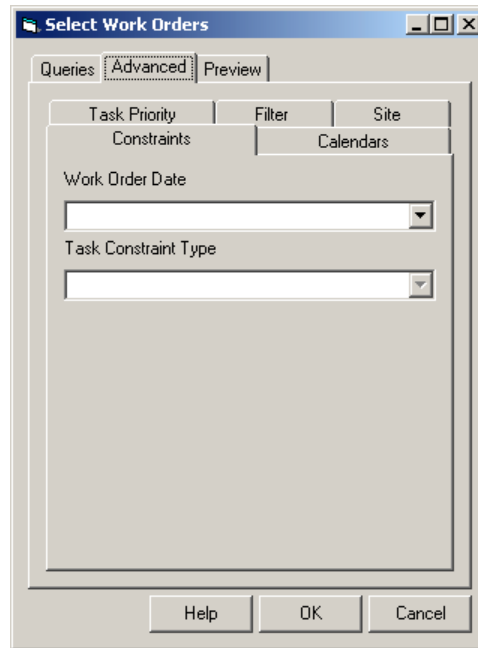 Select Work Orders
Queries Advanced Preview
Task Priority Filter Site
Constraints Calendars
Work Order Date
Task Constraint Type
Help OK Cancel